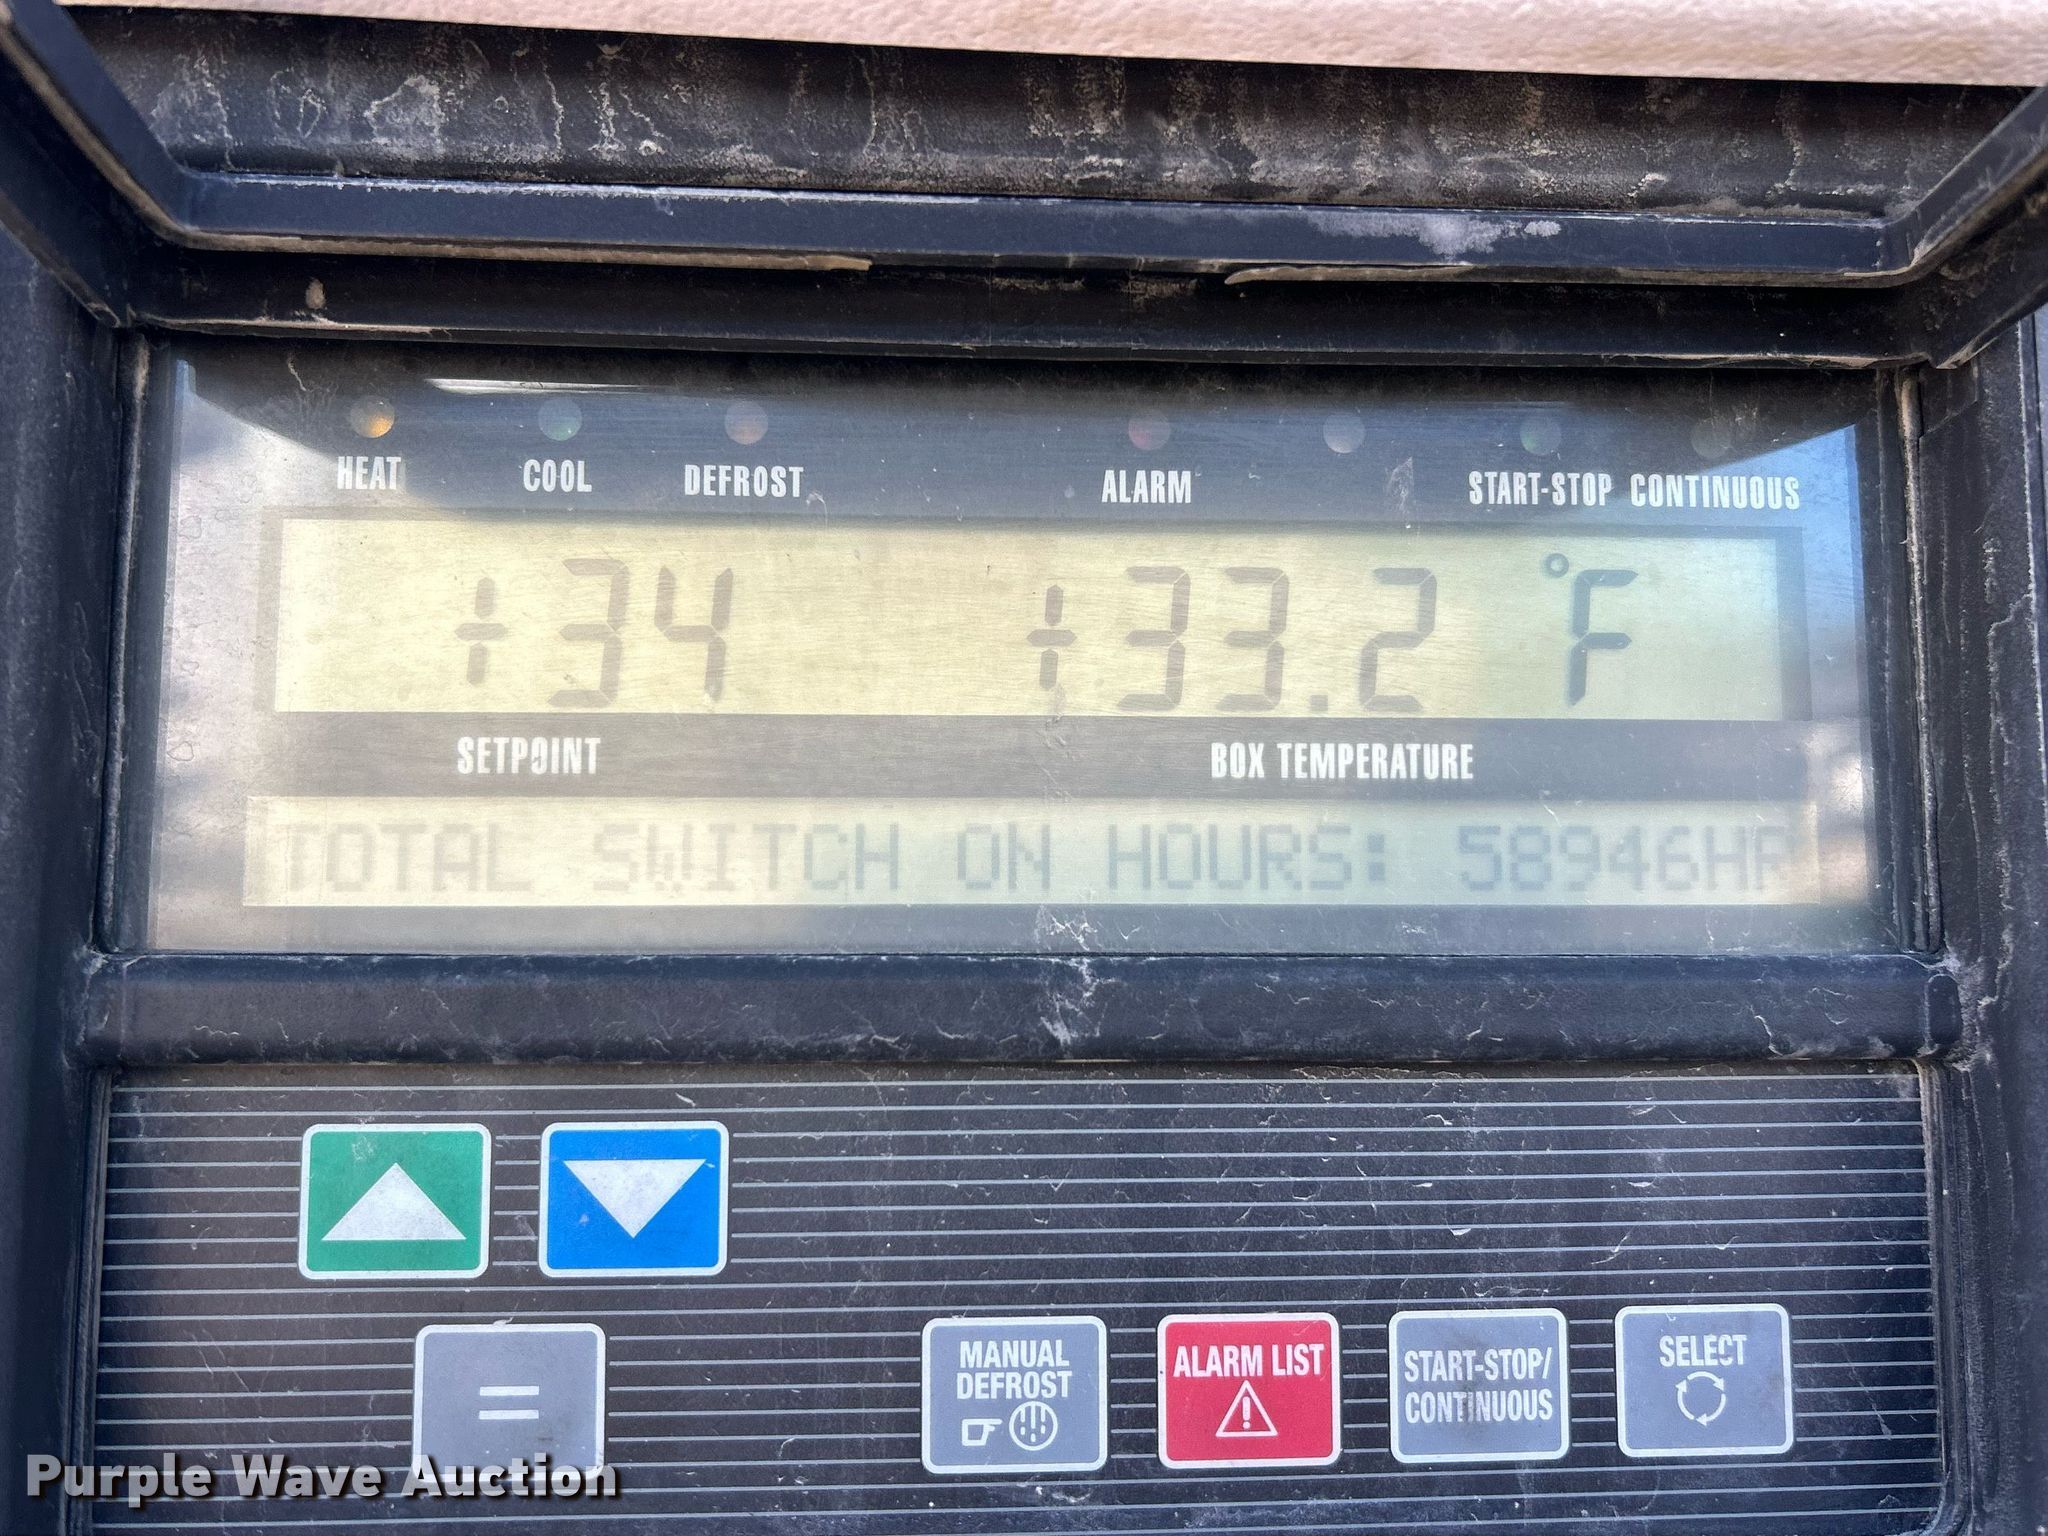 HEAT COOL DEFROST ALARM START-STOP CONTINUOUS
+34 +33.2 °F
SETPOINT BOX TEMPERATURE
TOTAL SWITCH ON HOURS: 58946HR
=
MANUAL DEFROST
ALARM LIST
START-STOP/
CONTINUOUS
SELECT
Purple Wave Auction